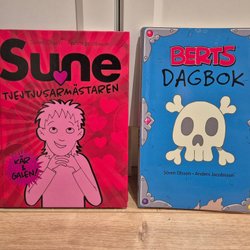 Sune
TJEJTJUSARMÄSTAREN
KÄR &
GALEN!
BERTS
DAGBOK
Sören Olsson · Anders Jacobsson